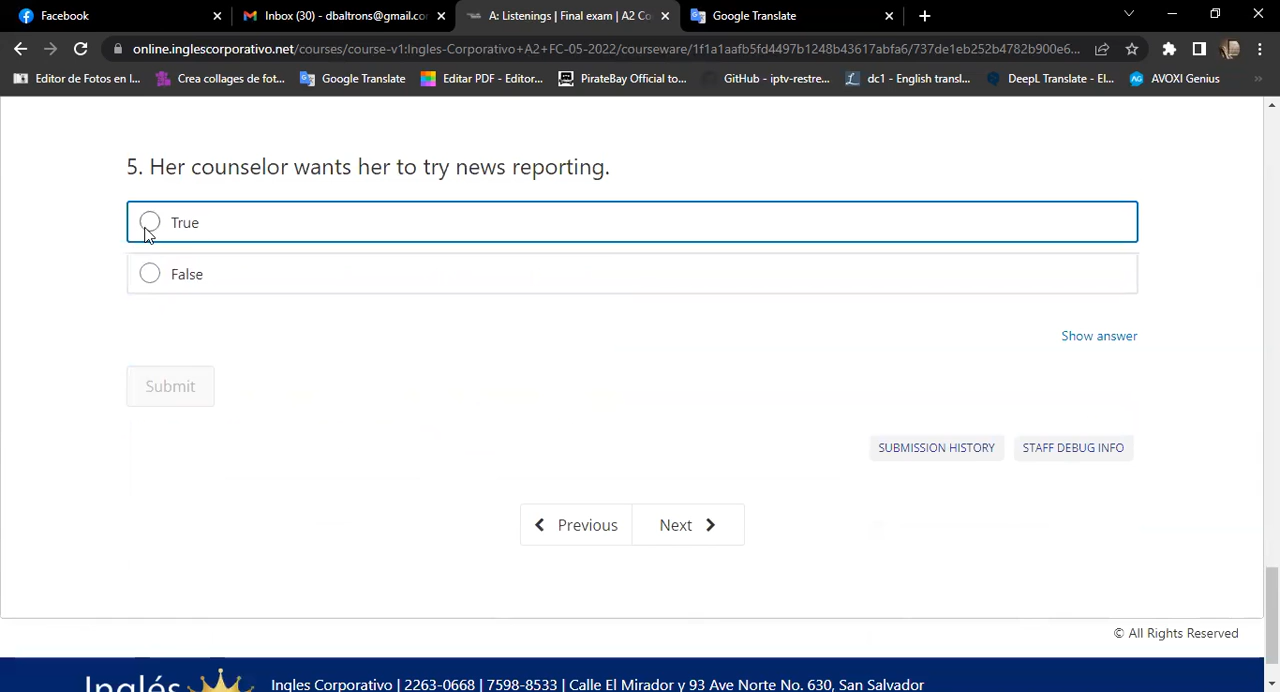 Facebook
Inbox (30) - dbaltrons@gmail.co
A: Listenings | Final exam | A2 Co
Google Translate
online.inglescorporativo.net/courses/course-v1:Ingles-Corporativo+A2+FC-05-2022/courseware/1f1a1aafb5fd4497b1248b43617abfa6/737de1eb252b4782b900e6...
Editor de Fotos en l...
Crea collages de fot...
Google Translate
Editar PDF - Editor...
PirateBay Official to...
GitHub - iptv-restre...
dc1 - English transl...
DeepL Translate - El...
AVOXI Genius
5. Her counselor wants her to try news reporting.
True
False
Show answer
Submit
SUBMISSION HISTORY
STAFF DEBUG INFO
Previous
Next
© All Rights Reserved
Inglés
Ingles Corporativo | 2263-0668 | 7598-8533 | Calle El Mirador y 93 Ave Norte No. 630, San Salvador